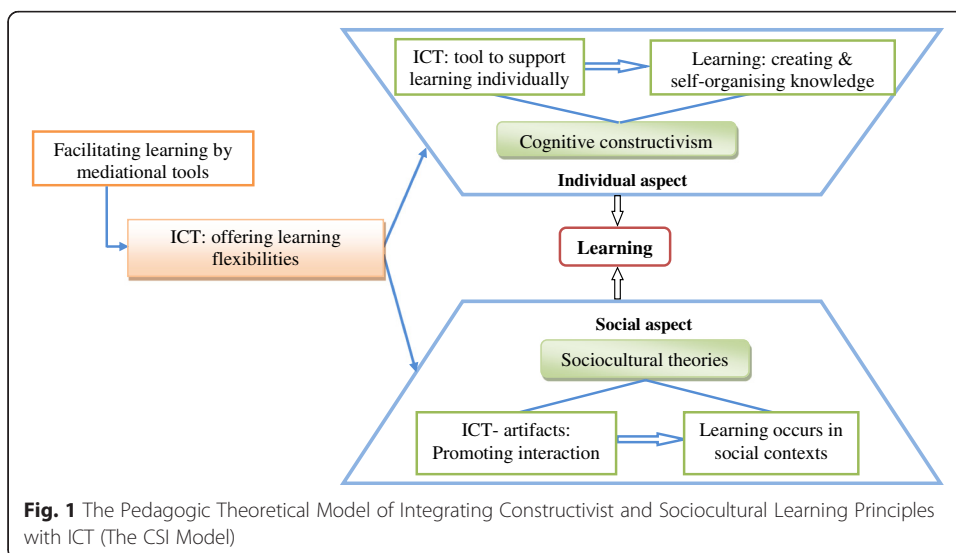 ICT: tool to support
learning individually
Learning: creating &
self-organising knowledge
Cognitive constructivism
Individual aspect
Facilitating learning by
mediational tools
ICT: offering learning
flexibilities
Learning
Social aspect
Sociocultural theories
ICT- artifacts:
Promoting interaction
Learning occurs in
social contexts
Fig. 1 The Pedagogic Theoretical Model of Integrating Constructivist and Sociocultural Learning Principles
with ICT (The CSI Model)